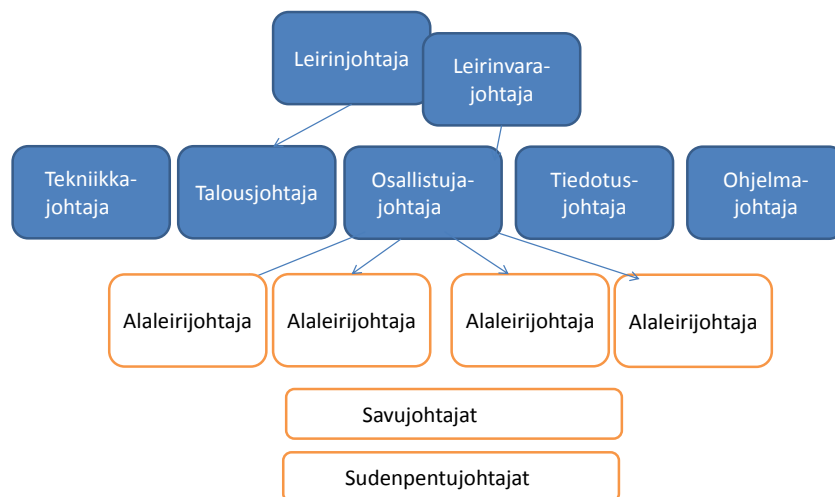 Leirinjohtaja
Leirinvara-
johtaja
Tekniikka-
johtaja
Talousjohtaja
Osallistuja-
johtaja
Tiedotus-
johtaja
Ohjelma-
johtaja
Alaleirijohtaja
Alaleirijohtaja
Alaleirijohtaja
Alaleirijohtaja
Savujohtajat
Sudenpentujohtajat